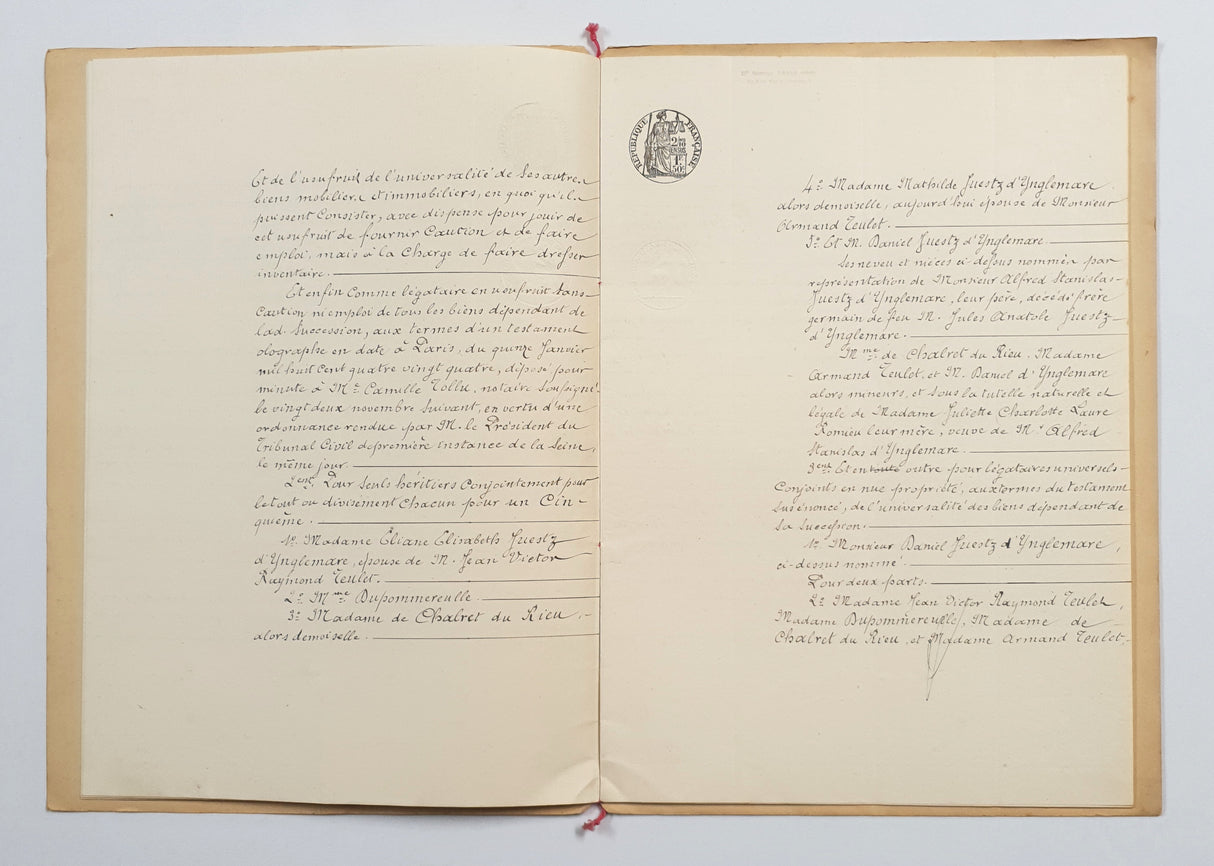 Et de l'usufruit de l'universalité de ses autres
biens mobiliers et immobiliers, en quoi qu'ils
puissent consister, avec dispense pour jouir de
cet usufruit de fournir caution et de faire
emploi, mais à la charge de faire dresser
inventaire.
Et enfin comme légataire en usufruit sans
caution ni emploi de tous les biens dépendant de
lad. succession, aux termes d'un testament
olographe en date à Paris, du quinze Janvier
mil huit cent quatre vingt quatre, déposé pour
minute à Me Camille Tollu, notaire soussigné
le vingt deux novembre suivant, en vertu d'une
ordonnance rendue par M. le Président du
Tribunal Civil de première instance de la Seine,
le même jour.
2ent. Pour seuls héritiers conjointement pour
le tout ou divisément chacun pour un cin-
quième.
1o. Madame Eliane Elisabeth Juestz
d'Ynglemare, épouse de M. Jean Victor
Raymond Teulet.
2o Mme Dupommereulle.
3o Madame de Chalret du Rieu,
alors demoiselle.
RÉPUBLIQUE FRANÇAISE
2/10
EN SUS
1F
50c
4o Madame Mathilde Juestz d'Ynglemare
alors demoiselle, aujourd'hui épouse de Monsieur
Armand Teulet.
5o Et M. Daniel Juestz d'Ynglemare.
Ses neveu et nièces ci-dessus nommés par
représentation de Monsieur Alfred Stanislas
Juestz d'Ynglemare, leur père, décédé frère
germain de feu M. Jules Anatole Juestz
d'Ynglemare.
Mme de Chalret du Rieu. Madame
Armand Teulet, et M. Daniel d'Ynglemare
alors mineurs, et sous la tutelle naturelle et
légale de Madame Juliette Charlotte Laure
Romieu leur mère, veuve de Mr Alfred
Stanislas d'Ynglemare.
3ent. Et en toute outre pour légataires universels
conjoints en nue propriété, aux termes du testament
susénoncé, de l'universalité des biens dépendant de
sa succession.
1o Monsieur Daniel Juestz d'Ynglemare,
ci-dessus nommé.
Pour deux parts.
2o Madame Jean Victor Raymond Teulet,
Madame Dupommereulle, Madame de
Chalret du Rieu, et Madame Armand Teulet,